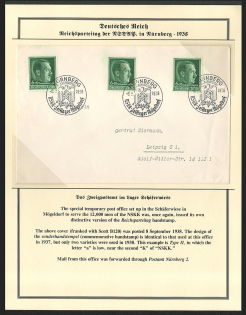 Deutsches Reich
Reichsparteitag der NSDAP. in Nürnberg - 1938
NÜRNBERG
Leipzig C 1,
Das Zweigpostamt im Lager Schäferwiese
The special temporary post office set up in the Schäferwiese in
Mögeldorf to serve the 12,000 men of the NSKK was, once again, issued its own
distinctive version of the Reichsparteitag handstamp.
The above cover (franked with Scott B120) was posted 8 September 1938. The design of
the sonderhandstempel (commemorative handstamp) is identical to that used at this office
in 1937, but only two varieties were used in 1938. This example is Type II, in which the
letter "a" is low, near the second "K" of "NSKK."
Mail from this office was forwarded through Postamt Nürnberg 2.